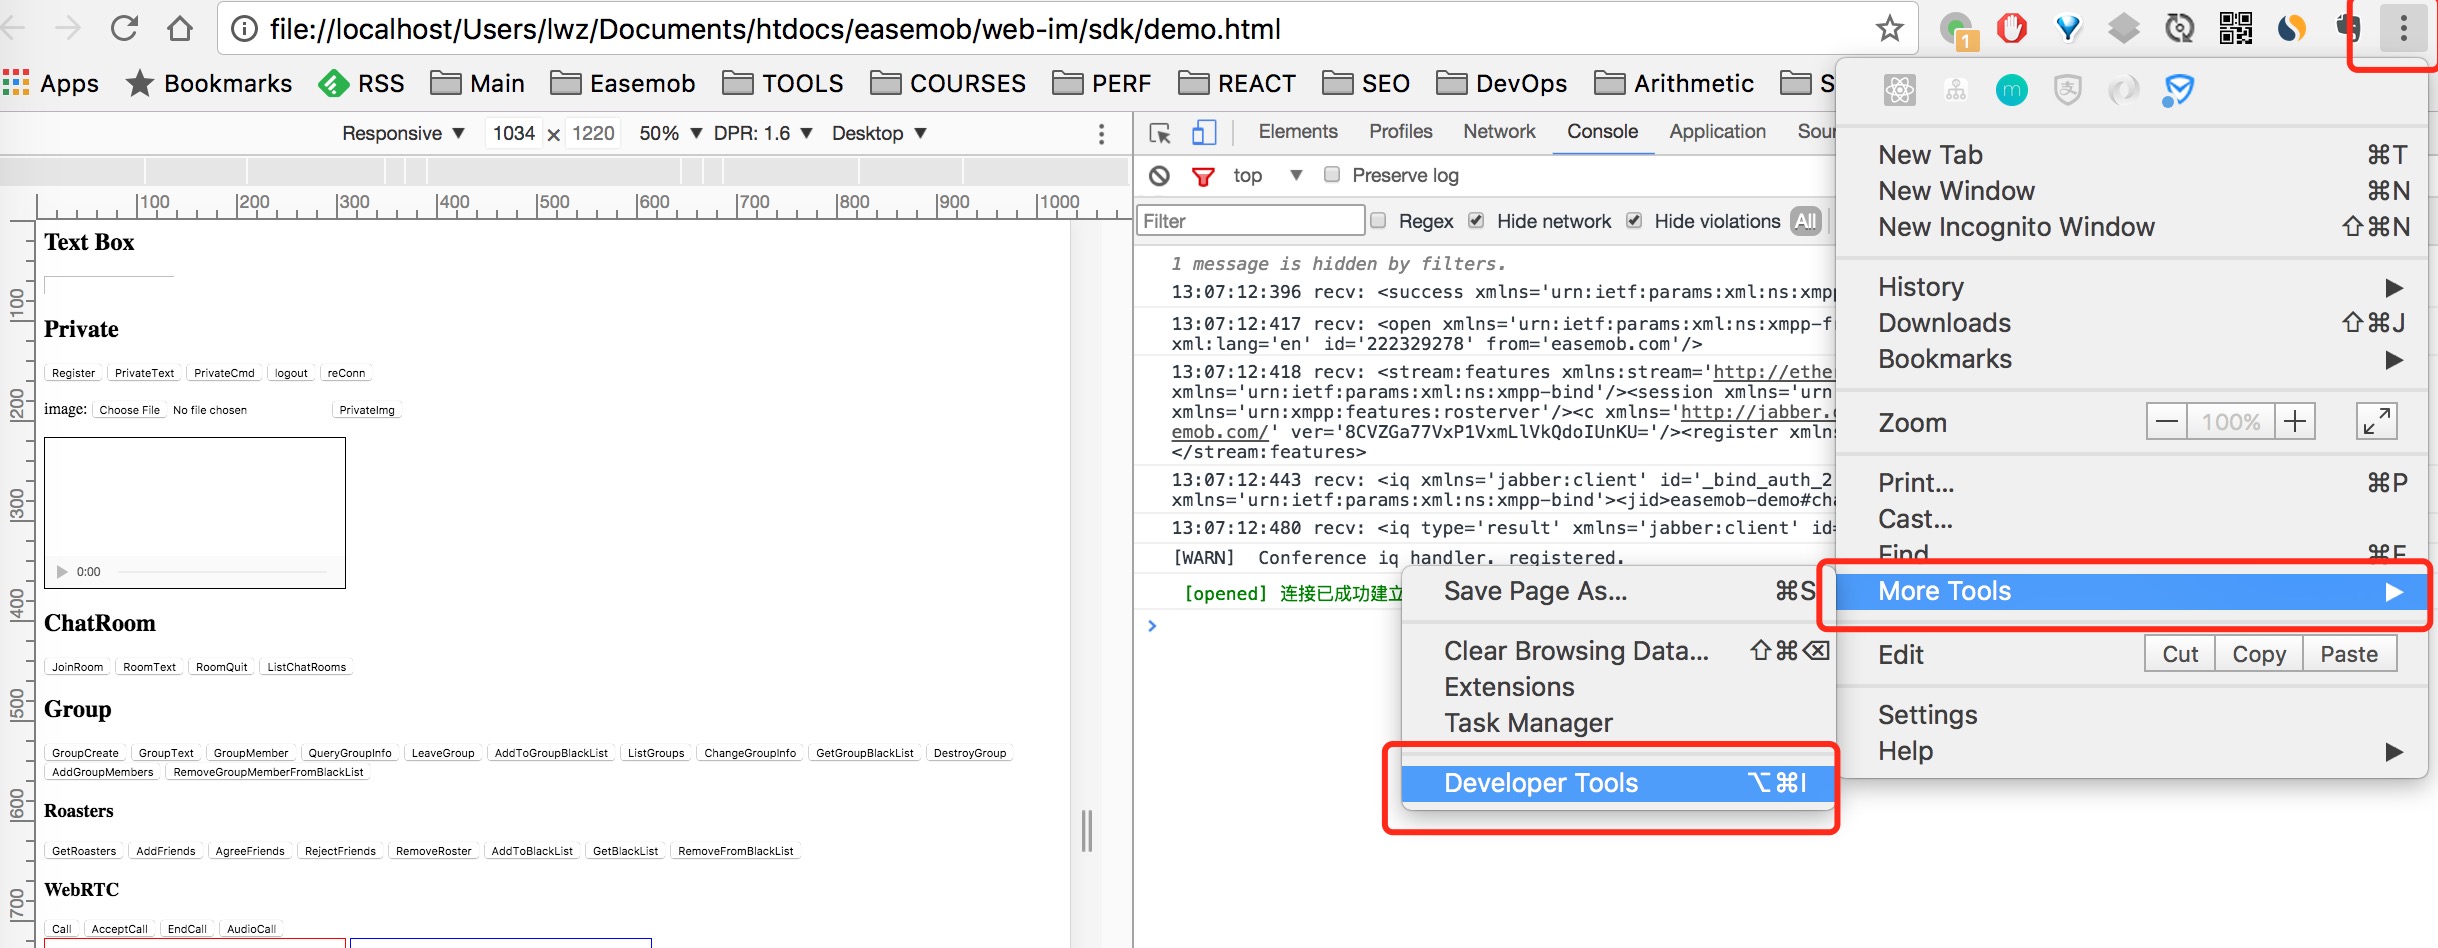 file://localhost/Users/lwz/Documents/htdocs/easemob/web-im/sdk/demo.html
1
Apps Bookmarks RSS Main Easemob TOOLS COURSES PERF REACT SEO DevOps Arithmetic S
Responsive ▼ 1034 × 1220 50% ▼ DPR: 1.6 ▼ Desktop ▼
100 200 300 400 500 600 700 800 900 1000
100
200
300
400
500
600
700
Text Box
Private
Register PrivateText PrivateCmd logout reConn
image: Choose File No file chosen PrivateImg
0:00
ChatRoom
JoinRoom RoomText RoomQuit ListChatRooms
Group
GroupCreate GroupText GroupMember QueryGroupInfo LeaveGroup AddToGroupBlackList ListGroups ChangeGroupInfo GetGroupBlackList DestroyGroup
AddGroupMembers RemoveGroupMemberFromBlackList
Roasters
GetRoasters AddFriends AgreeFriends RejectFriends RemoveRoster AddToBlackList GetBlackList RemoveFromBlackList
WebRTC
Call AcceptCall EndCall AudioCall
Elements Profiles Network Console Application Sou
top ▼ Preserve log
Filter Regex Hide network Hide violations All
1 message is hidden by filters.
13:07:12:396 recv: <success xmlns='urn:ietf:params:xml:ns:xmpp
13:07:12:417 recv: <open xmlns='urn:ietf:params:xml:ns:xmpp-fr
xml:lang='en' id='222329278' from='easemob.com'/>
13:07:12:418 recv: <stream:features xmlns:stream='http://ether
xmlns='urn:ietf:params:xml:ns:xmpp-bind'/><session xmlns='urn
xmlns='urn:xmpp:features:rosterver'/><c xmlns='http://jabber.
emob.com/' ver='8CVZGa77VxP1VxmLlVkQdoIUnKU='/><register xmln
</stream:features>
13:07:12:443 recv: <iq xmlns='jabber:client' id='_bind_auth_2
xmlns='urn:ietf:params:xml:ns:xmpp-bind'><jid>easemob-demo#cha
13:07:12:480 recv: <iq type='result' xmlns='jabber:client' id=
[WARN] Conference iq handler. registered.
[opened] 连接已成功建立
Save Page As... ⌘S
Clear Browsing Data... ⇧⌘⌫
Extensions
Task Manager
Developer Tools ⌥⌘I
m 支
New Tab ⌘T
New Window ⌘N
New Incognito Window ⇧⌘N
History ▶
Downloads ⇧⌘J
Bookmarks ▶
Zoom — 100% +
Print... ⌘P
Cast...
Find ⌘F
More Tools ▶
Edit Cut Copy Paste
Settings
Help ▶